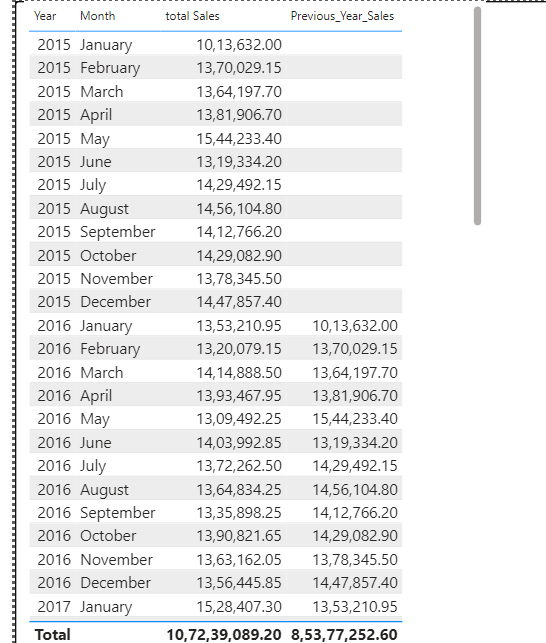 Year Month total Sales Previous_Year_Sales
2015 January 10,13,632.00
2015 February 13,70,029.15
2015 March 13,64,197.70
2015 April 13,81,906.70
2015 May 15,44,233.40
2015 June 13,19,334.20
2015 July 14,29,492.15
2015 August 14,56,104.80
2015 September 14,12,766.20
2015 October 14,29,082.90
2015 November 13,78,345.50
2015 December 14,47,857.40
2016 January 13,53,210.95 10,13,632.00
2016 February 13,20,079.15 13,70,029.15
2016 March 14,14,888.50 13,64,197.70
2016 April 13,93,467.95 13,81,906.70
2016 May 13,09,492.25 15,44,233.40
2016 June 14,03,992.85 13,19,334.20
2016 July 13,72,262.50 14,29,492.15
2016 August 13,64,834.25 14,56,104.80
2016 September 13,35,898.25 14,12,766.20
2016 October 13,90,821.65 14,29,082.90
2016 November 13,63,162.05 13,78,345.50
2016 December 13,56,445.85 14,47,857.40
2017 January 15,28,407.30 13,53,210.95
Total 10,72,39,089.20 8,53,77,252.60